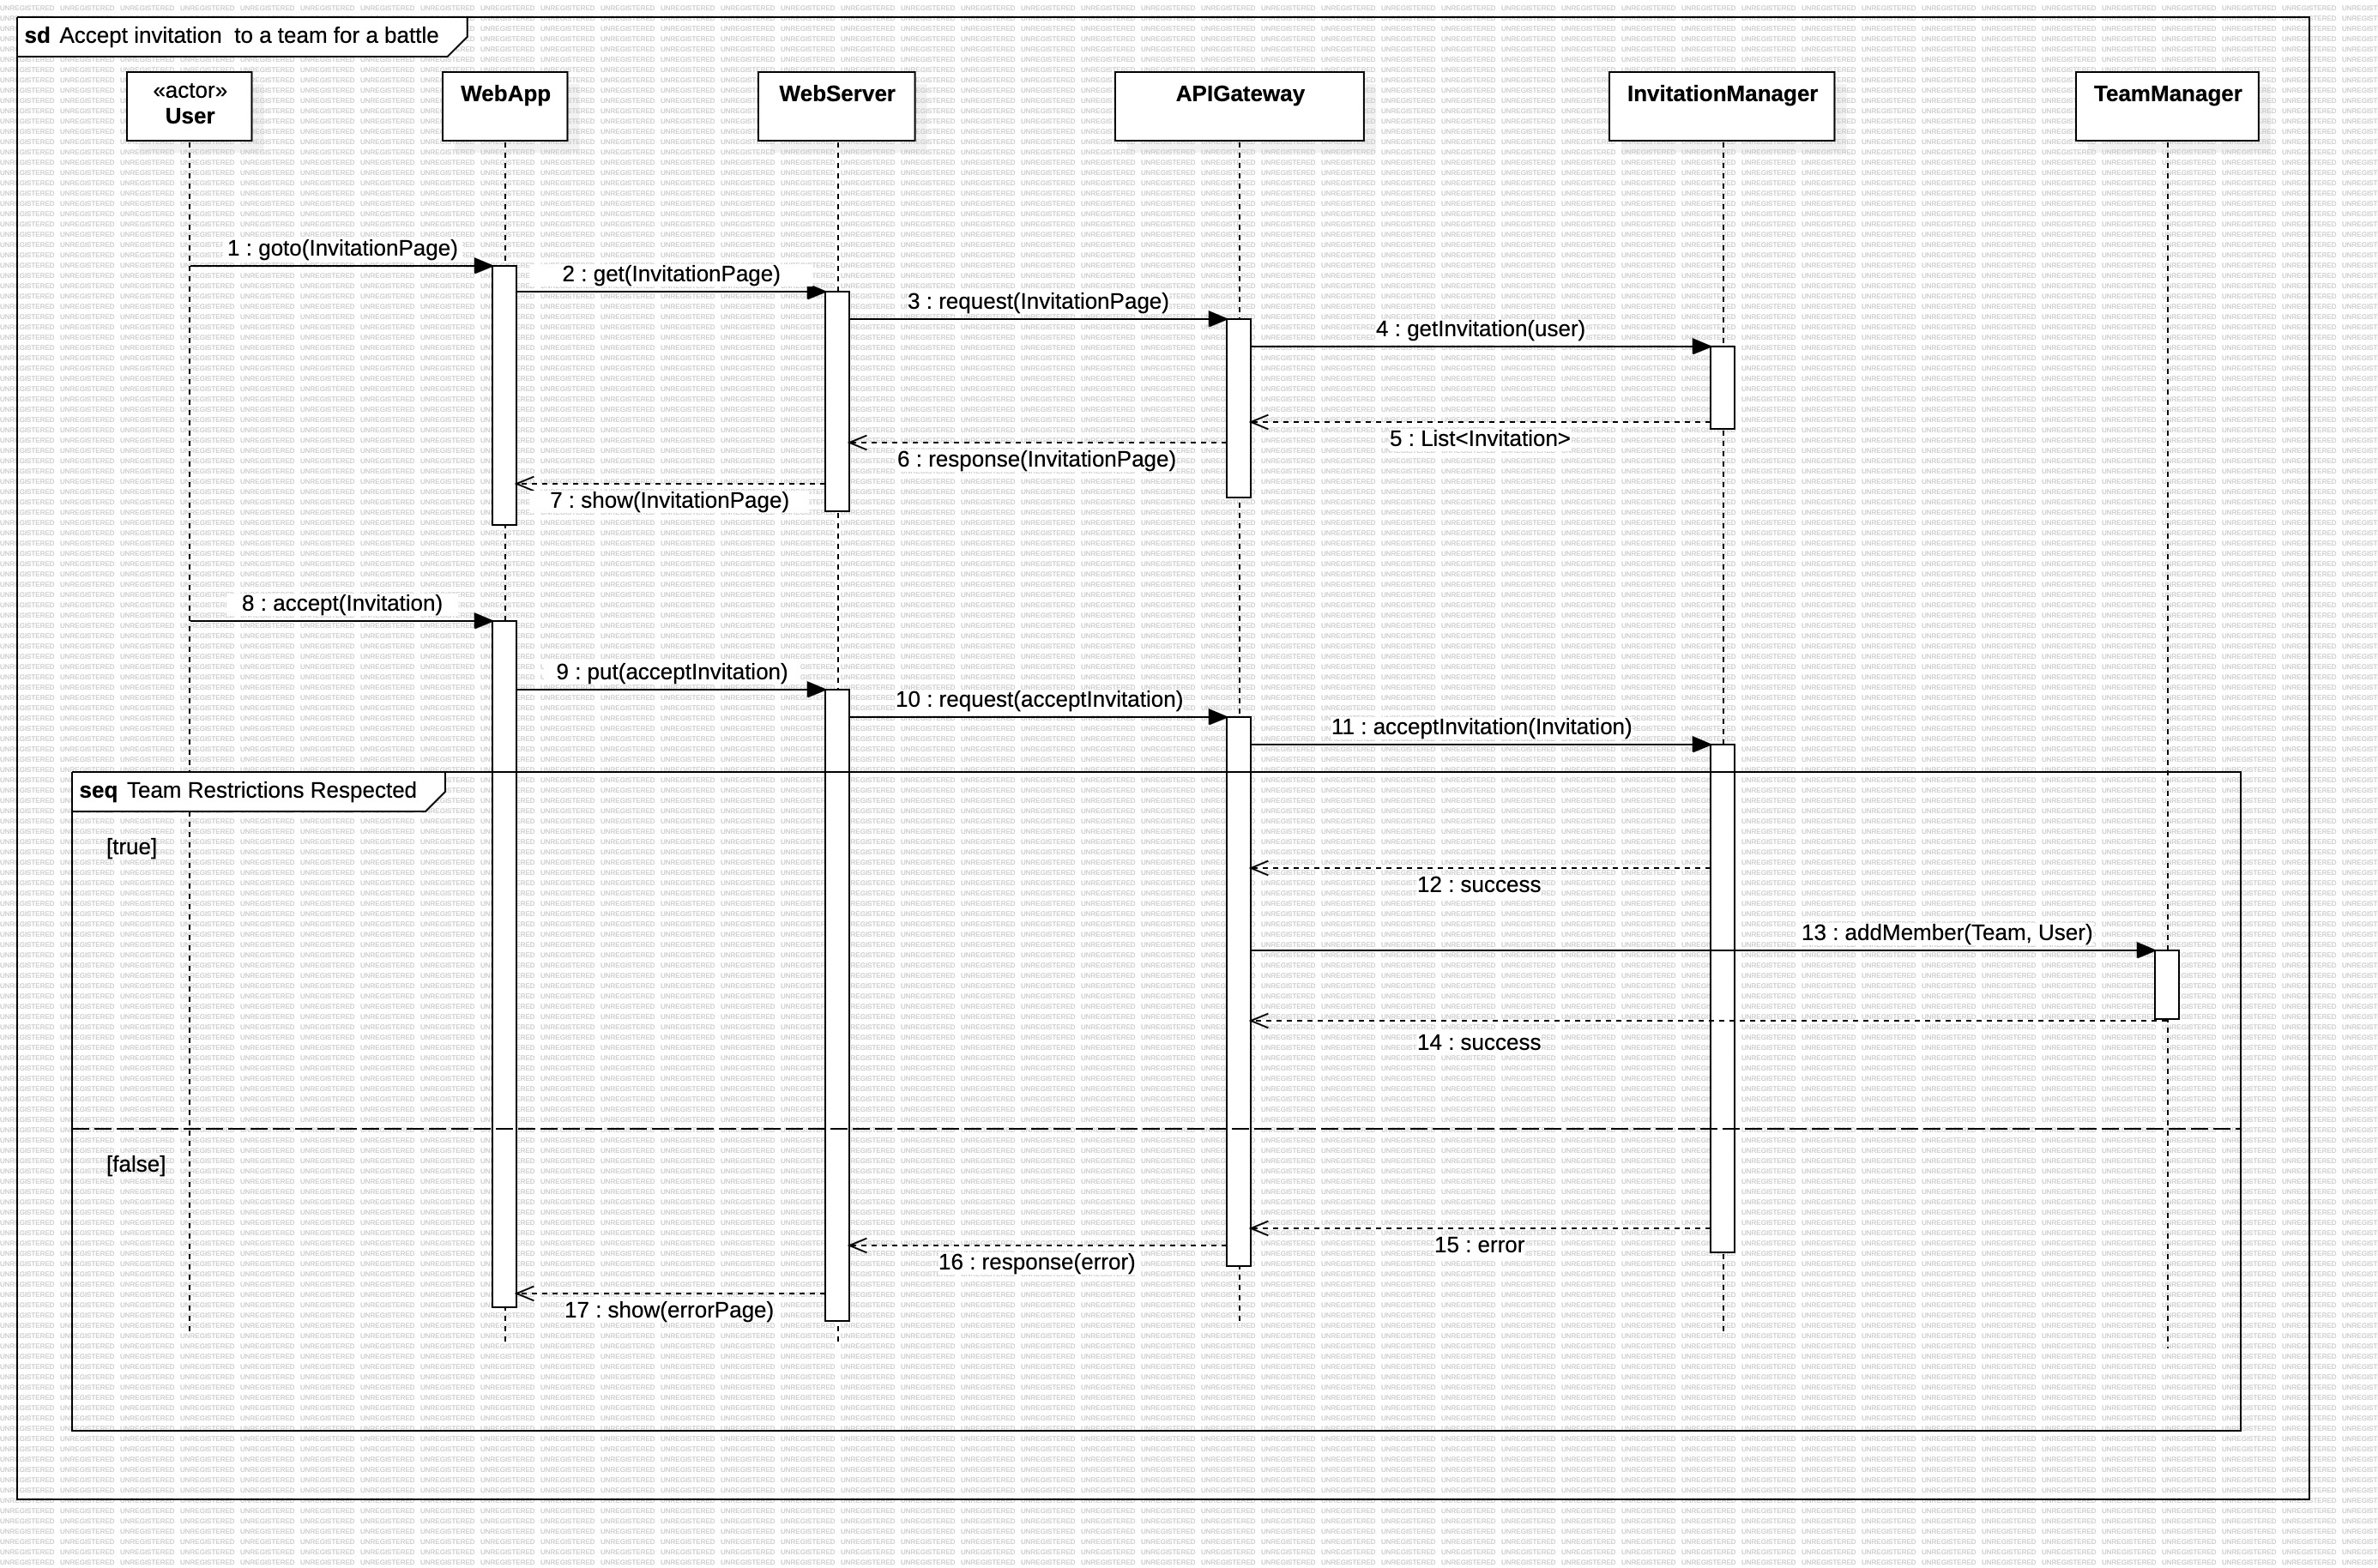 sd Accept invitation to a team for a battle
«actor»
User
WebApp
WebServer
APIGateway
InvitationManager
TeamManager
1 : goto(InvitationPage)
2 : get(InvitationPage)
3 : request(InvitationPage)
4 : getInvitation(user)
5 : List<Invitation>
6 : response(InvitationPage)
7 : show(InvitationPage)
8 : accept(Invitation)
9 : put(acceptInvitation)
10 : request(acceptInvitation)
11 : acceptInvitation(Invitation)
seq Team Restrictions Respected
[true]
12 : success
13 : addMember(Team, User)
14 : success
[false]
15 : error
16 : response(error)
17 : show(errorPage)
UNREGISTERED